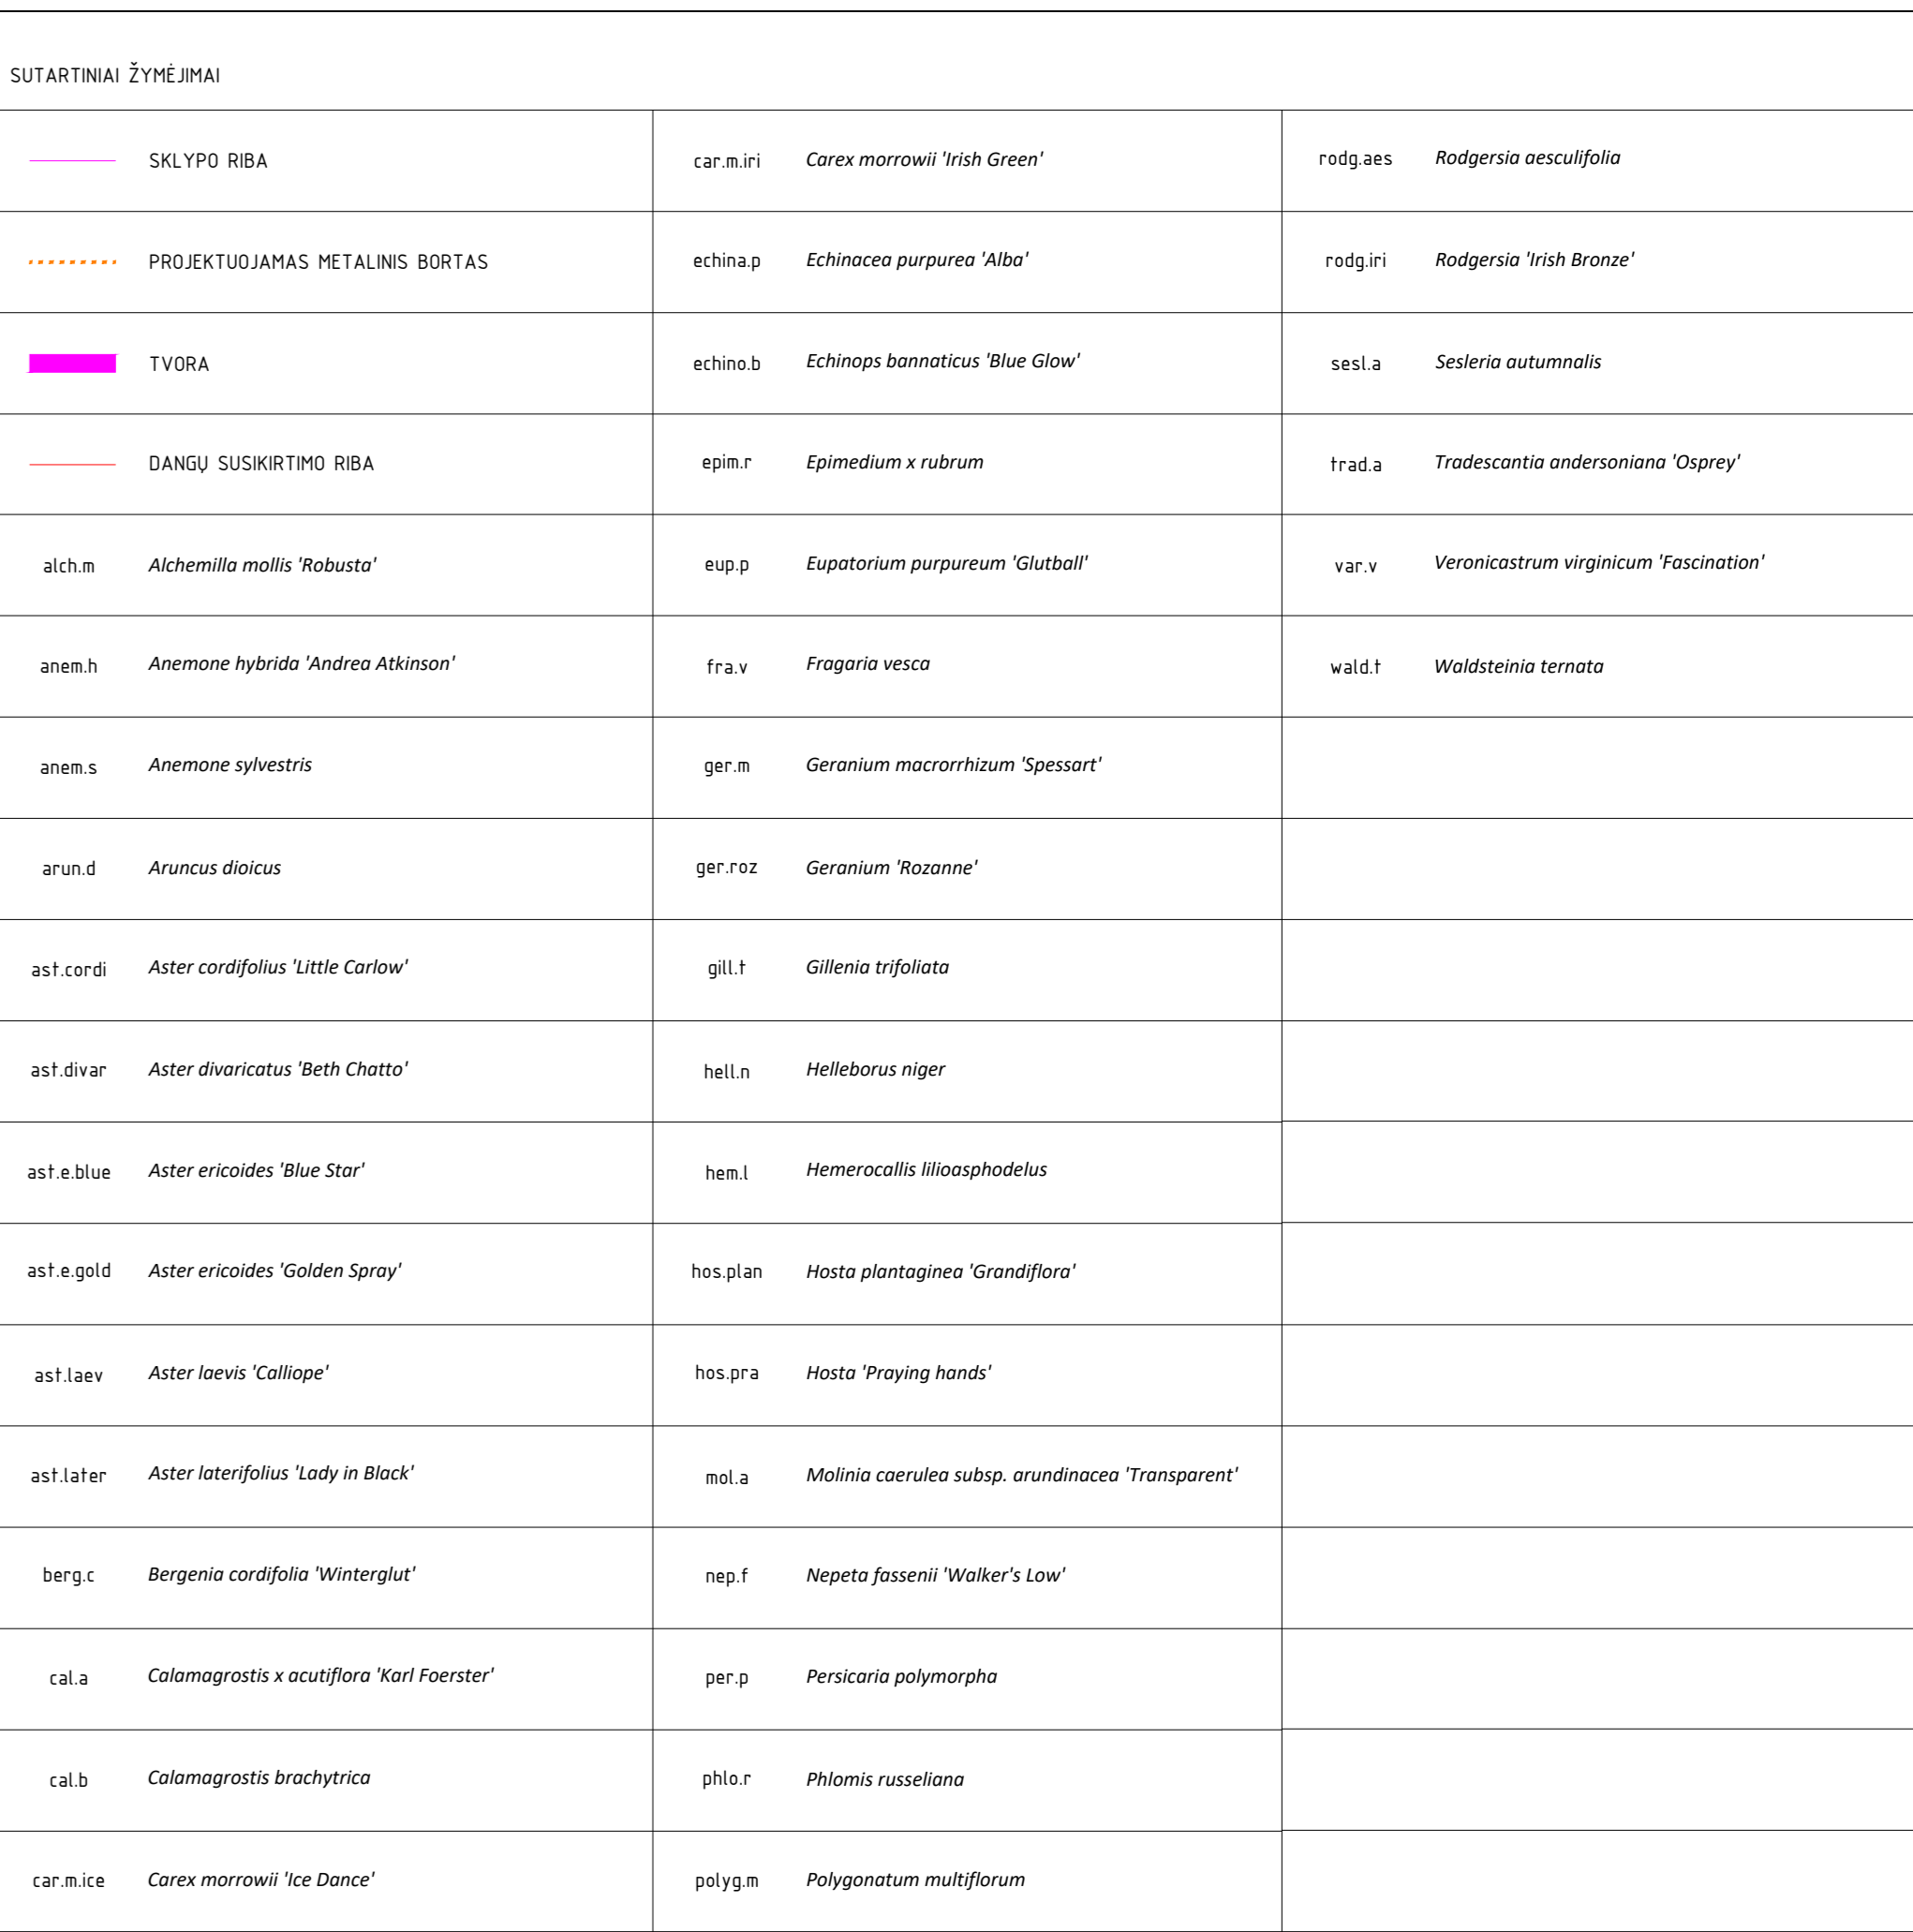 SUTARTINIAI ŽYMĖJIMAI
SKLYPO RIBA
PROJEKTUOJAMAS METALINIS BORTAS
TVORA
DANGŲ SUSIKIRTIMO RIBA
alch.m Alchemilla mollis 'Robusta'
anem.h Anemone hybrida 'Andrea Atkinson'
anem.s Anemone sylvestris
arun.d Aruncus dioicus
ast.cordi Aster cordifolius 'Little Carlow'
ast.divar Aster divaricatus 'Beth Chatto'
ast.e.blue Aster ericoides 'Blue Star'
ast.e.gold Aster ericoides 'Golden Spray'
ast.laev Aster laevis 'Calliope'
ast.later Aster laterifolius 'Lady in Black'
berg.c Bergenia cordifolia 'Winterglut'
cal.a Calamagrostis x acutiflora 'Karl Foerster'
cal.b Calamagrostis brachytrica
car.m.ice Carex morrowii 'Ice Dance'
car.m.iri Carex morrowii 'Irish Green'
echina.p Echinacea purpurea 'Alba'
echino.b Echinops bannaticus 'Blue Glow'
epim.r Epimedium x rubrum
eup.p Eupatorium purpureum 'Glutball'
fra.v Fragaria vesca
ger.m Geranium macrorrhizum 'Spessart'
ger.roz Geranium 'Rozanne'
gill.t Gillenia trifoliata
hell.n Helleborus niger
hem.l Hemerocallis lilioasphodelus
hos.plan Hosta plantaginea 'Grandiflora'
hos.pra Hosta 'Praying hands'
mol.a Molinia caerulea subsp. arundinacea 'Transparent'
nep.f Nepeta fassenii 'Walker's Low'
per.p Persicaria polymorpha
phlo.r Phlomis russeliana
polyg.m Polygonatum multiflorum
rodg.aes Rodgersia aesculifolia
rodg.iri Rodgersia 'Irish Bronze'
sesl.a Sesleria autumnalis
trad.a Tradescantia andersoniana 'Osprey'
var.v Veronicastrum virginicum 'Fascination'
wald.t Waldsteinia ternata